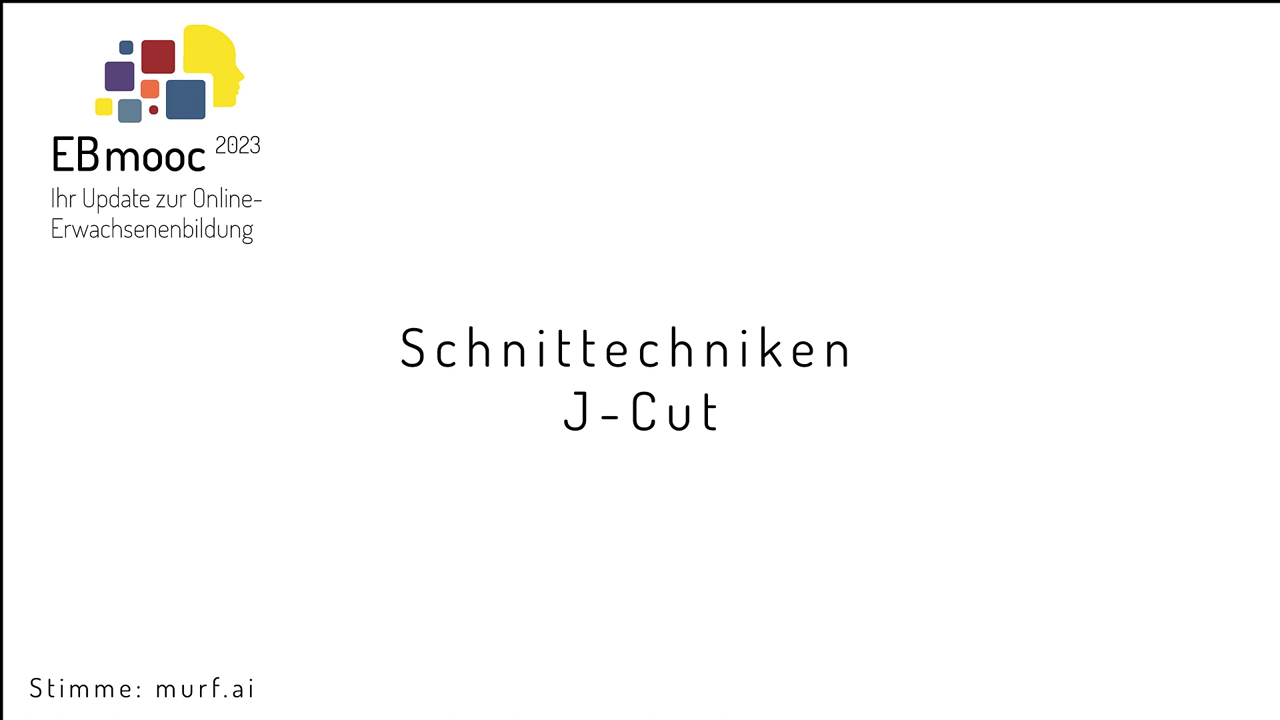 EBmooc 2023
Ihr Update zur Online-
Erwachsenenbildung
Schnittechniken
J-Cut
Stimme: murf.ai